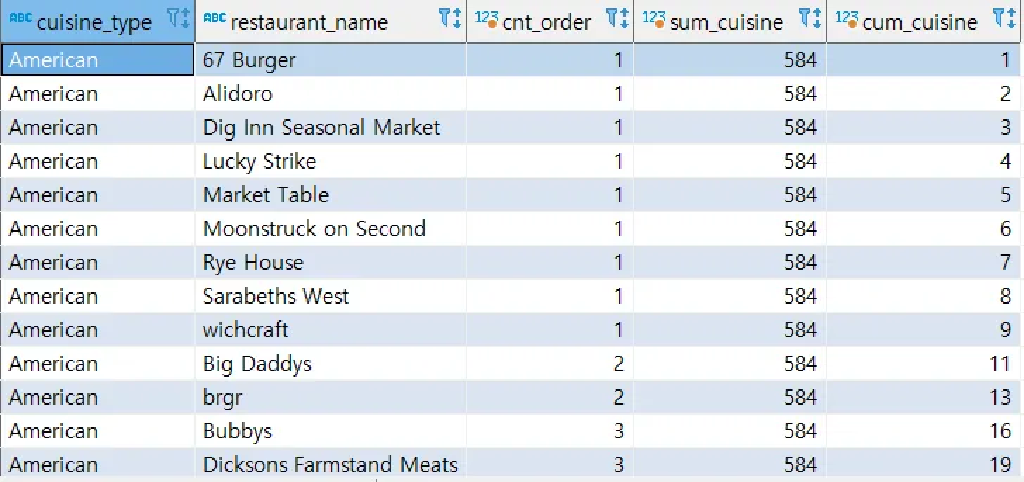 ABC cuisine_type ABC restaurant_name 123 cnt_order 123 sum_cuisine 123 cum_cuisine
American 67 Burger 1 584 1
American Alidoro 1 584 2
American Dig Inn Seasonal Market 1 584 3
American Lucky Strike 1 584 4
American Market Table 1 584 5
American Moonstruck on Second 1 584 6
American Rye House 1 584 7
American Sarabeths West 1 584 8
American wichcraft 1 584 9
American Big Daddys 2 584 11
American brgr 2 584 13
American Bubbys 3 584 16
American Dicksons Farmstand Meats 3 584 19